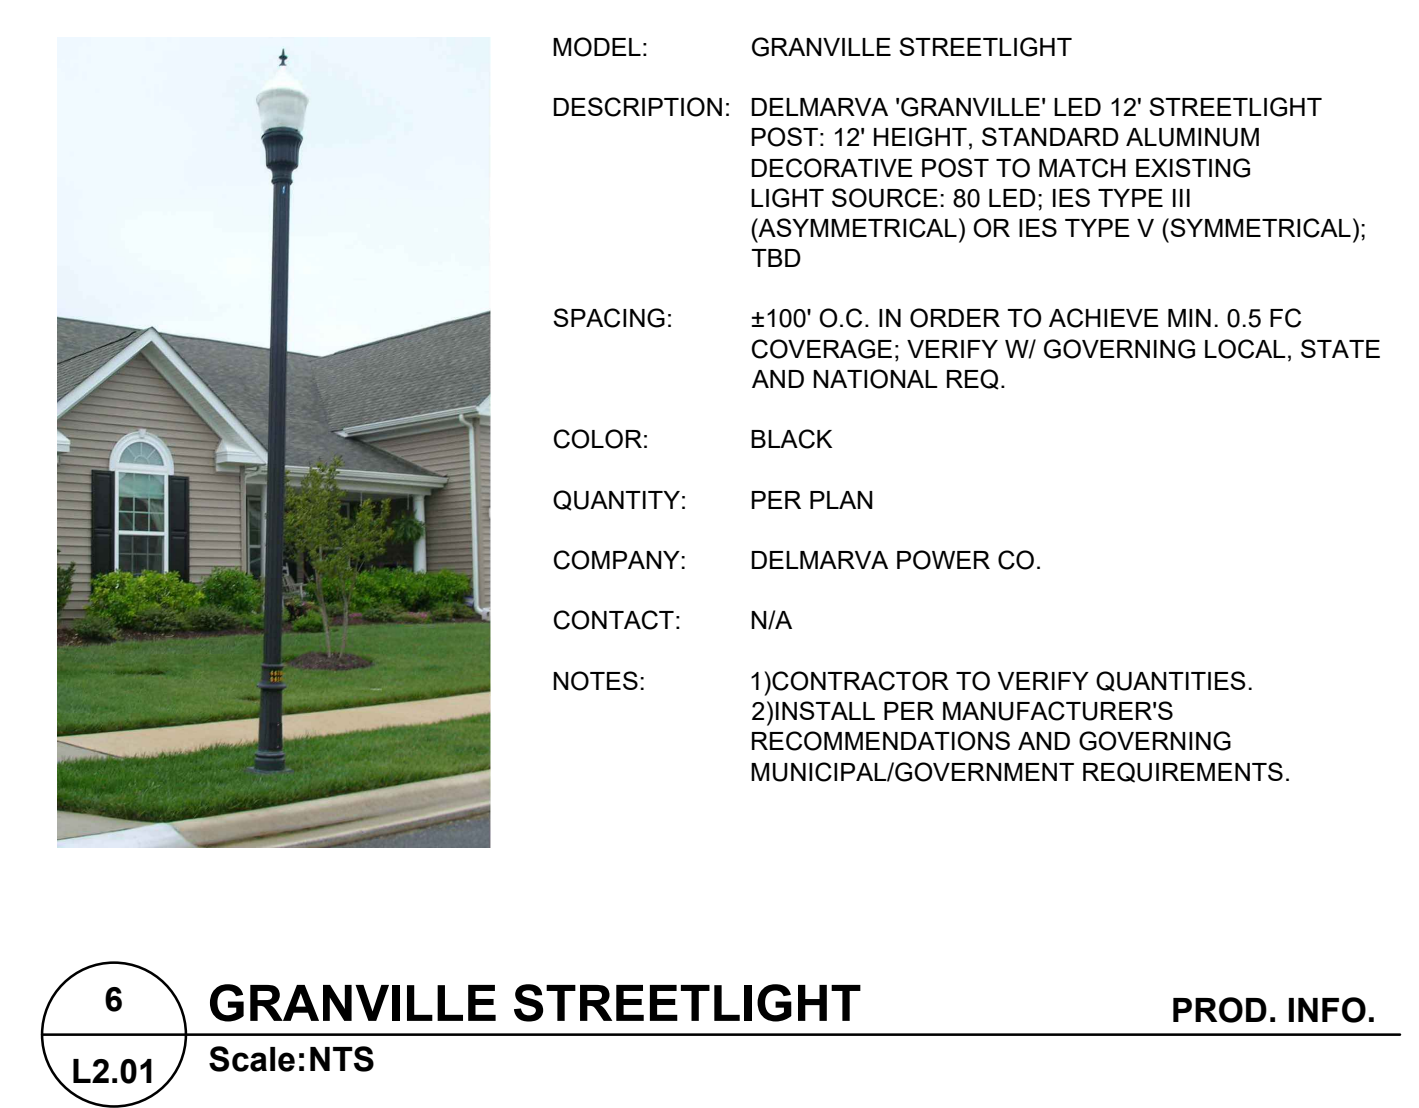 MODEL: GRANVILLE STREETLIGHT
DESCRIPTION: DELMARVA 'GRANVILLE' LED 12' STREETLIGHT
POST: 12' HEIGHT, STANDARD ALUMINUM
DECORATIVE POST TO MATCH EXISTING
LIGHT SOURCE: 80 LED; IES TYPE III
(ASYMMETRICAL) OR IES TYPE V (SYMMETRICAL);
TBD
SPACING: ±100' O.C. IN ORDER TO ACHIEVE MIN. 0.5 FC
COVERAGE; VERIFY W/ GOVERNING LOCAL, STATE
AND NATIONAL REQ.
COLOR: BLACK
QUANTITY: PER PLAN
COMPANY: DELMARVA POWER CO.
CONTACT: N/A
NOTES: 1)CONTRACTOR TO VERIFY QUANTITIES.
2)INSTALL PER MANUFACTURER'S
RECOMMENDATIONS AND GOVERNING
MUNICIPAL/GOVERNMENT REQUIREMENTS.
6
L2.01
GRANVILLE STREETLIGHT
PROD. INFO.
Scale:NTS